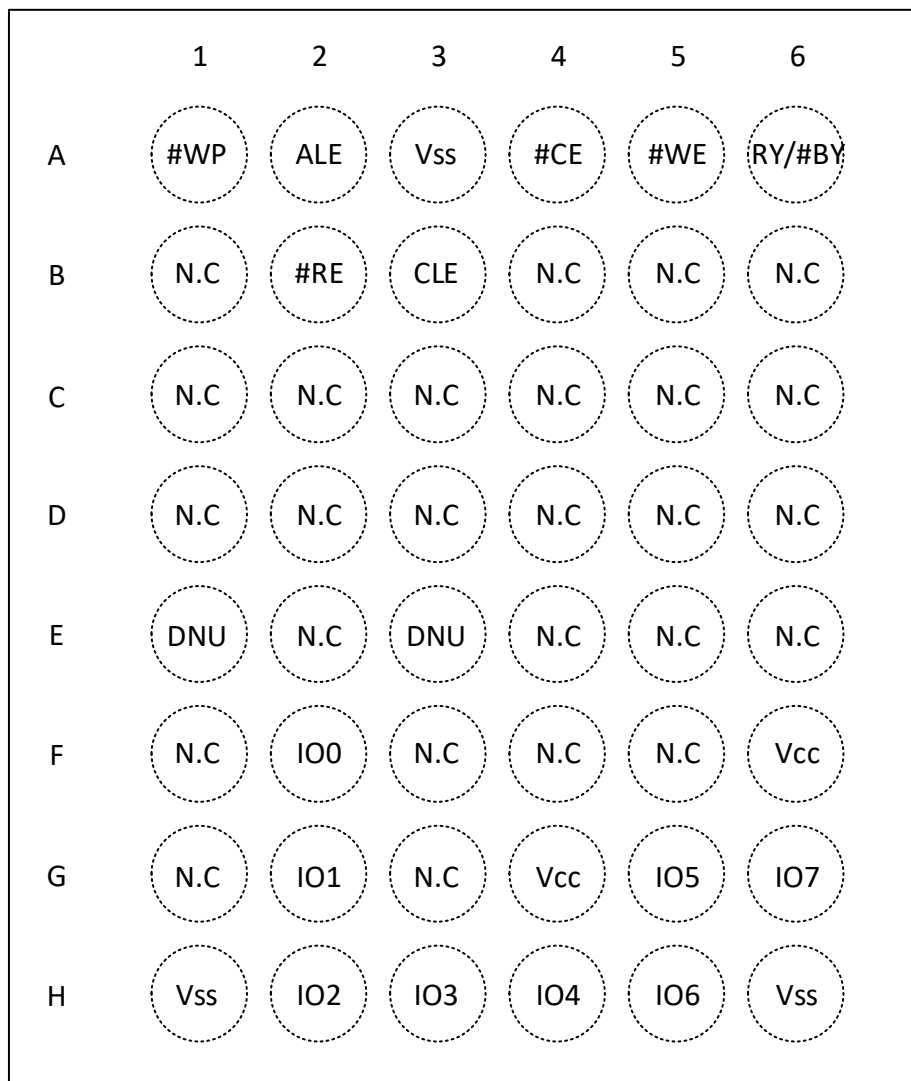 1 2 3 4 5 6
A #WP ALE Vss #CE #WE RY/#BY
B N.C #RE CLE N.C N.C N.C
C N.C N.C N.C N.C N.C N.C
D N.C N.C N.C N.C N.C N.C
E DNU N.C DNU N.C N.C N.C
F N.C IO0 N.C N.C N.C Vcc
G N.C IO1 N.C Vcc IO5 IO7
H Vss IO2 IO3 IO4 IO6 Vss